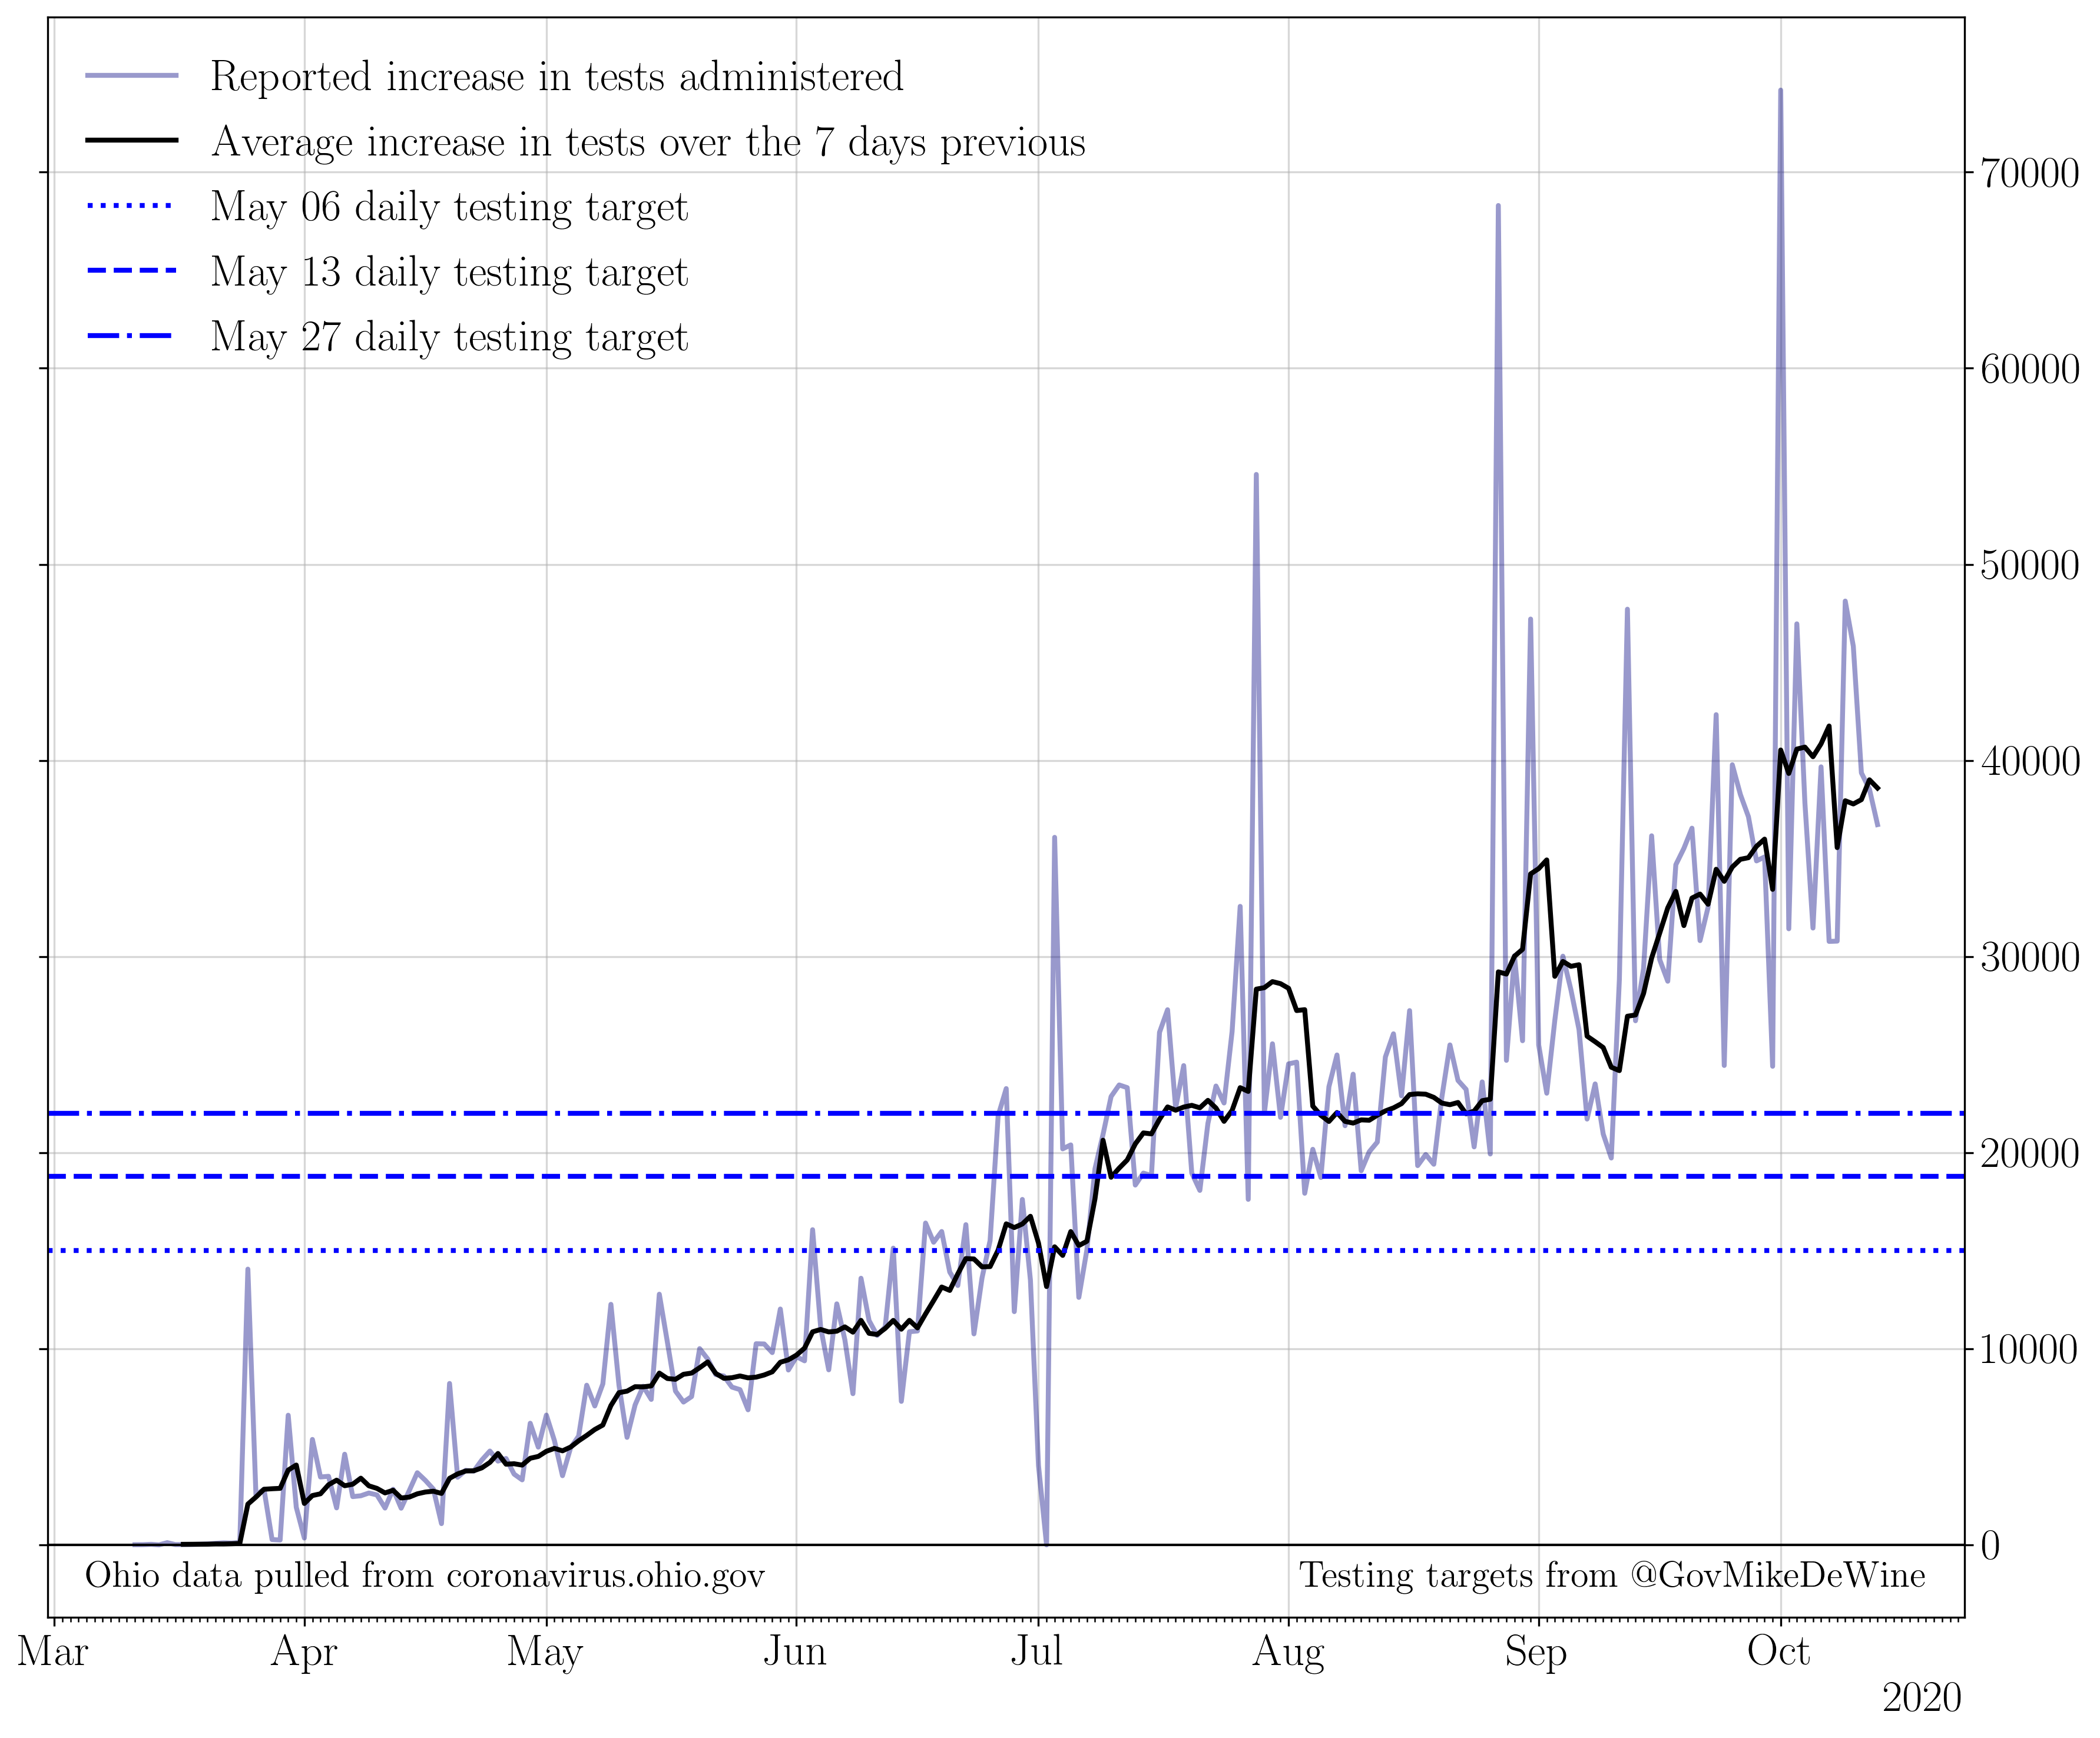 Reported increase in tests administered
Average increase in tests over the 7 days previous
May 06 daily testing target
May 13 daily testing target
May 27 daily testing target
70000
60000
50000
40000
30000
20000
10000
0
Ohio data pulled from coronavirus.ohio.gov
Testing targets from @GovMikeDeWine
Mar Apr May Jun Jul Aug Sep Oct
2020